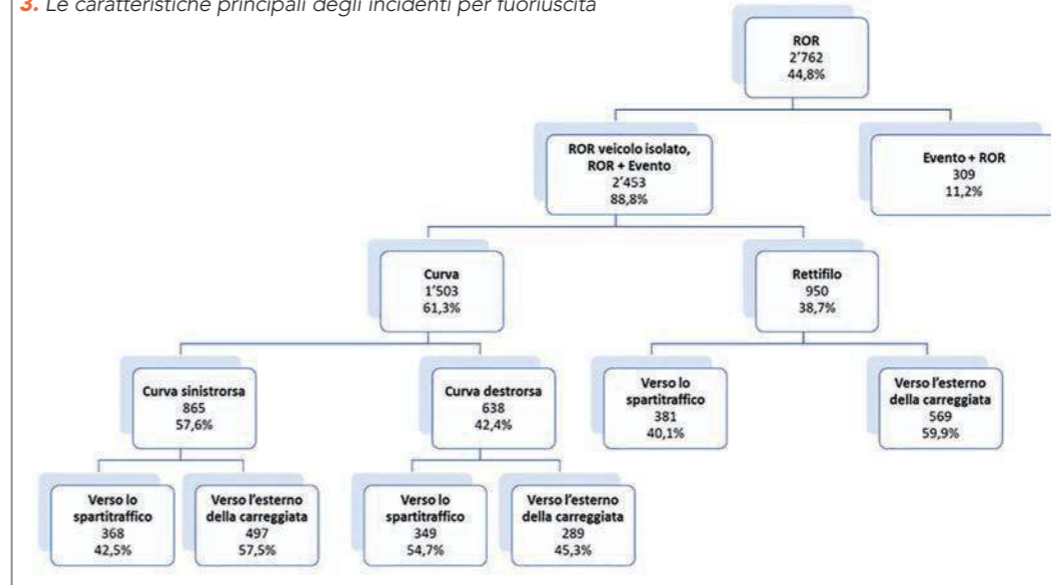 3. Le caratteristiche principali degli incidenti per fuoriuscita
ROR
2'762
44,8%
ROR veicolo isolato,
ROR + Evento
2'453
88,8%
Evento + ROR
309
11,2%
Curva
1'503
61,3%
Rettifilo
950
38,7%
Curva sinistrorsa
865
57,6%
Curva destrorsa
638
42,4%
Verso lo
spartitraffico
381
40,1%
Verso l'esterno
della carreggiata
569
59,9%
Verso lo
spartitraffico
368
42,5%
Verso l'esterno
della carreggiata
497
57,5%
Verso lo
spartitraffico
349
54,7%
Verso l'esterno
della carreggiata
289
45,3%